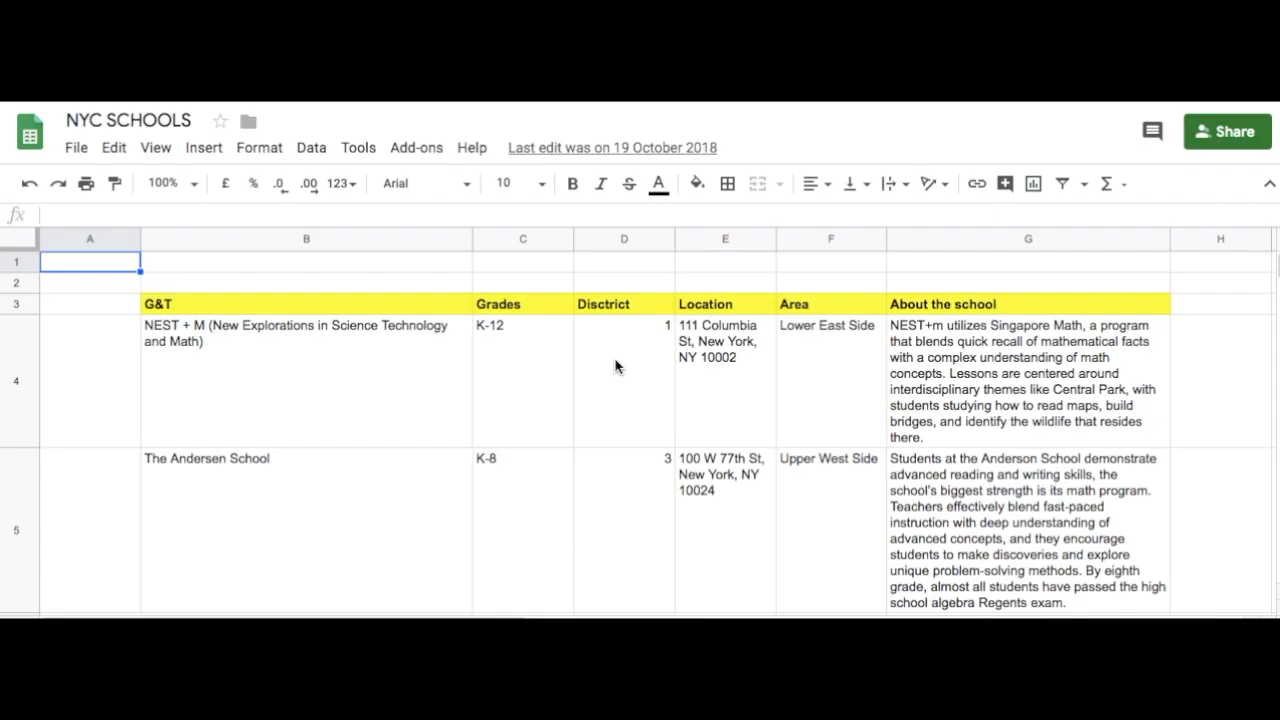 NYC SCHOOLS
File Edit View Insert Format Data Tools Add-ons Help Last edit was on 19 October 2018
Share
100% £ % .0 .00 123 Arial 10 B I S A Σ
fx
A B C D E F G H
1
2
3 G&T Grades Disctrict Location Area About the school
4 NEST + M (New Explorations in Science Technology
and Math)
K-12
1
111 Columbia
St, New York,
NY 10002
Lower East Side
NEST+m utilizes Singapore Math, a program
that blends quick recall of mathematical facts
with a complex understanding of math
concepts. Lessons are centered around
interdisciplinary themes like Central Park, with
students studying how to read maps, build
bridges, and identify the wildlife that resides
there.
5 The Andersen School
K-8
3
100 W 77th St,
New York, NY
10024
Upper West Side
Students at the Anderson School demonstrate
advanced reading and writing skills, the
school's biggest strength is its math program.
Teachers effectively blend fast-paced
instruction with deep understanding of
advanced concepts, and they encourage
students to make discoveries and explore
unique problem-solving methods. By eighth
grade, almost all students have passed the high
school algebra Regents exam.